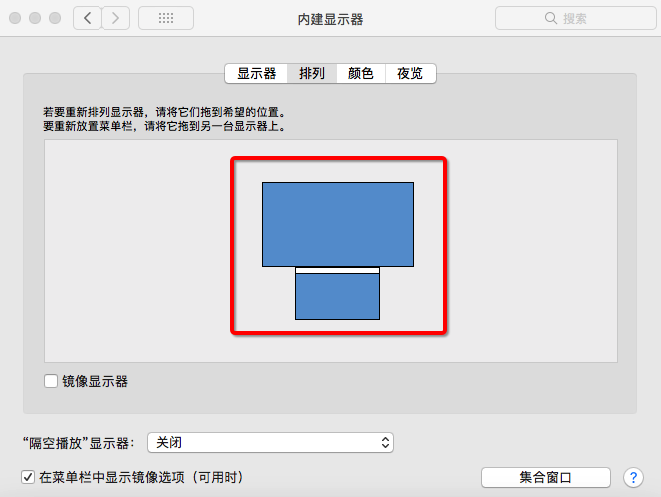 内建显示器
搜索
显示器
排列
颜色
夜览
若要重新排列显示器，请将它们拖到希望的位置。
要重新放置菜单栏，请将它拖到另一台显示器上。
镜像显示器
“隔空播放”显示器：
关闭
在菜单栏中显示镜像选项（可用时）
集合窗口
?